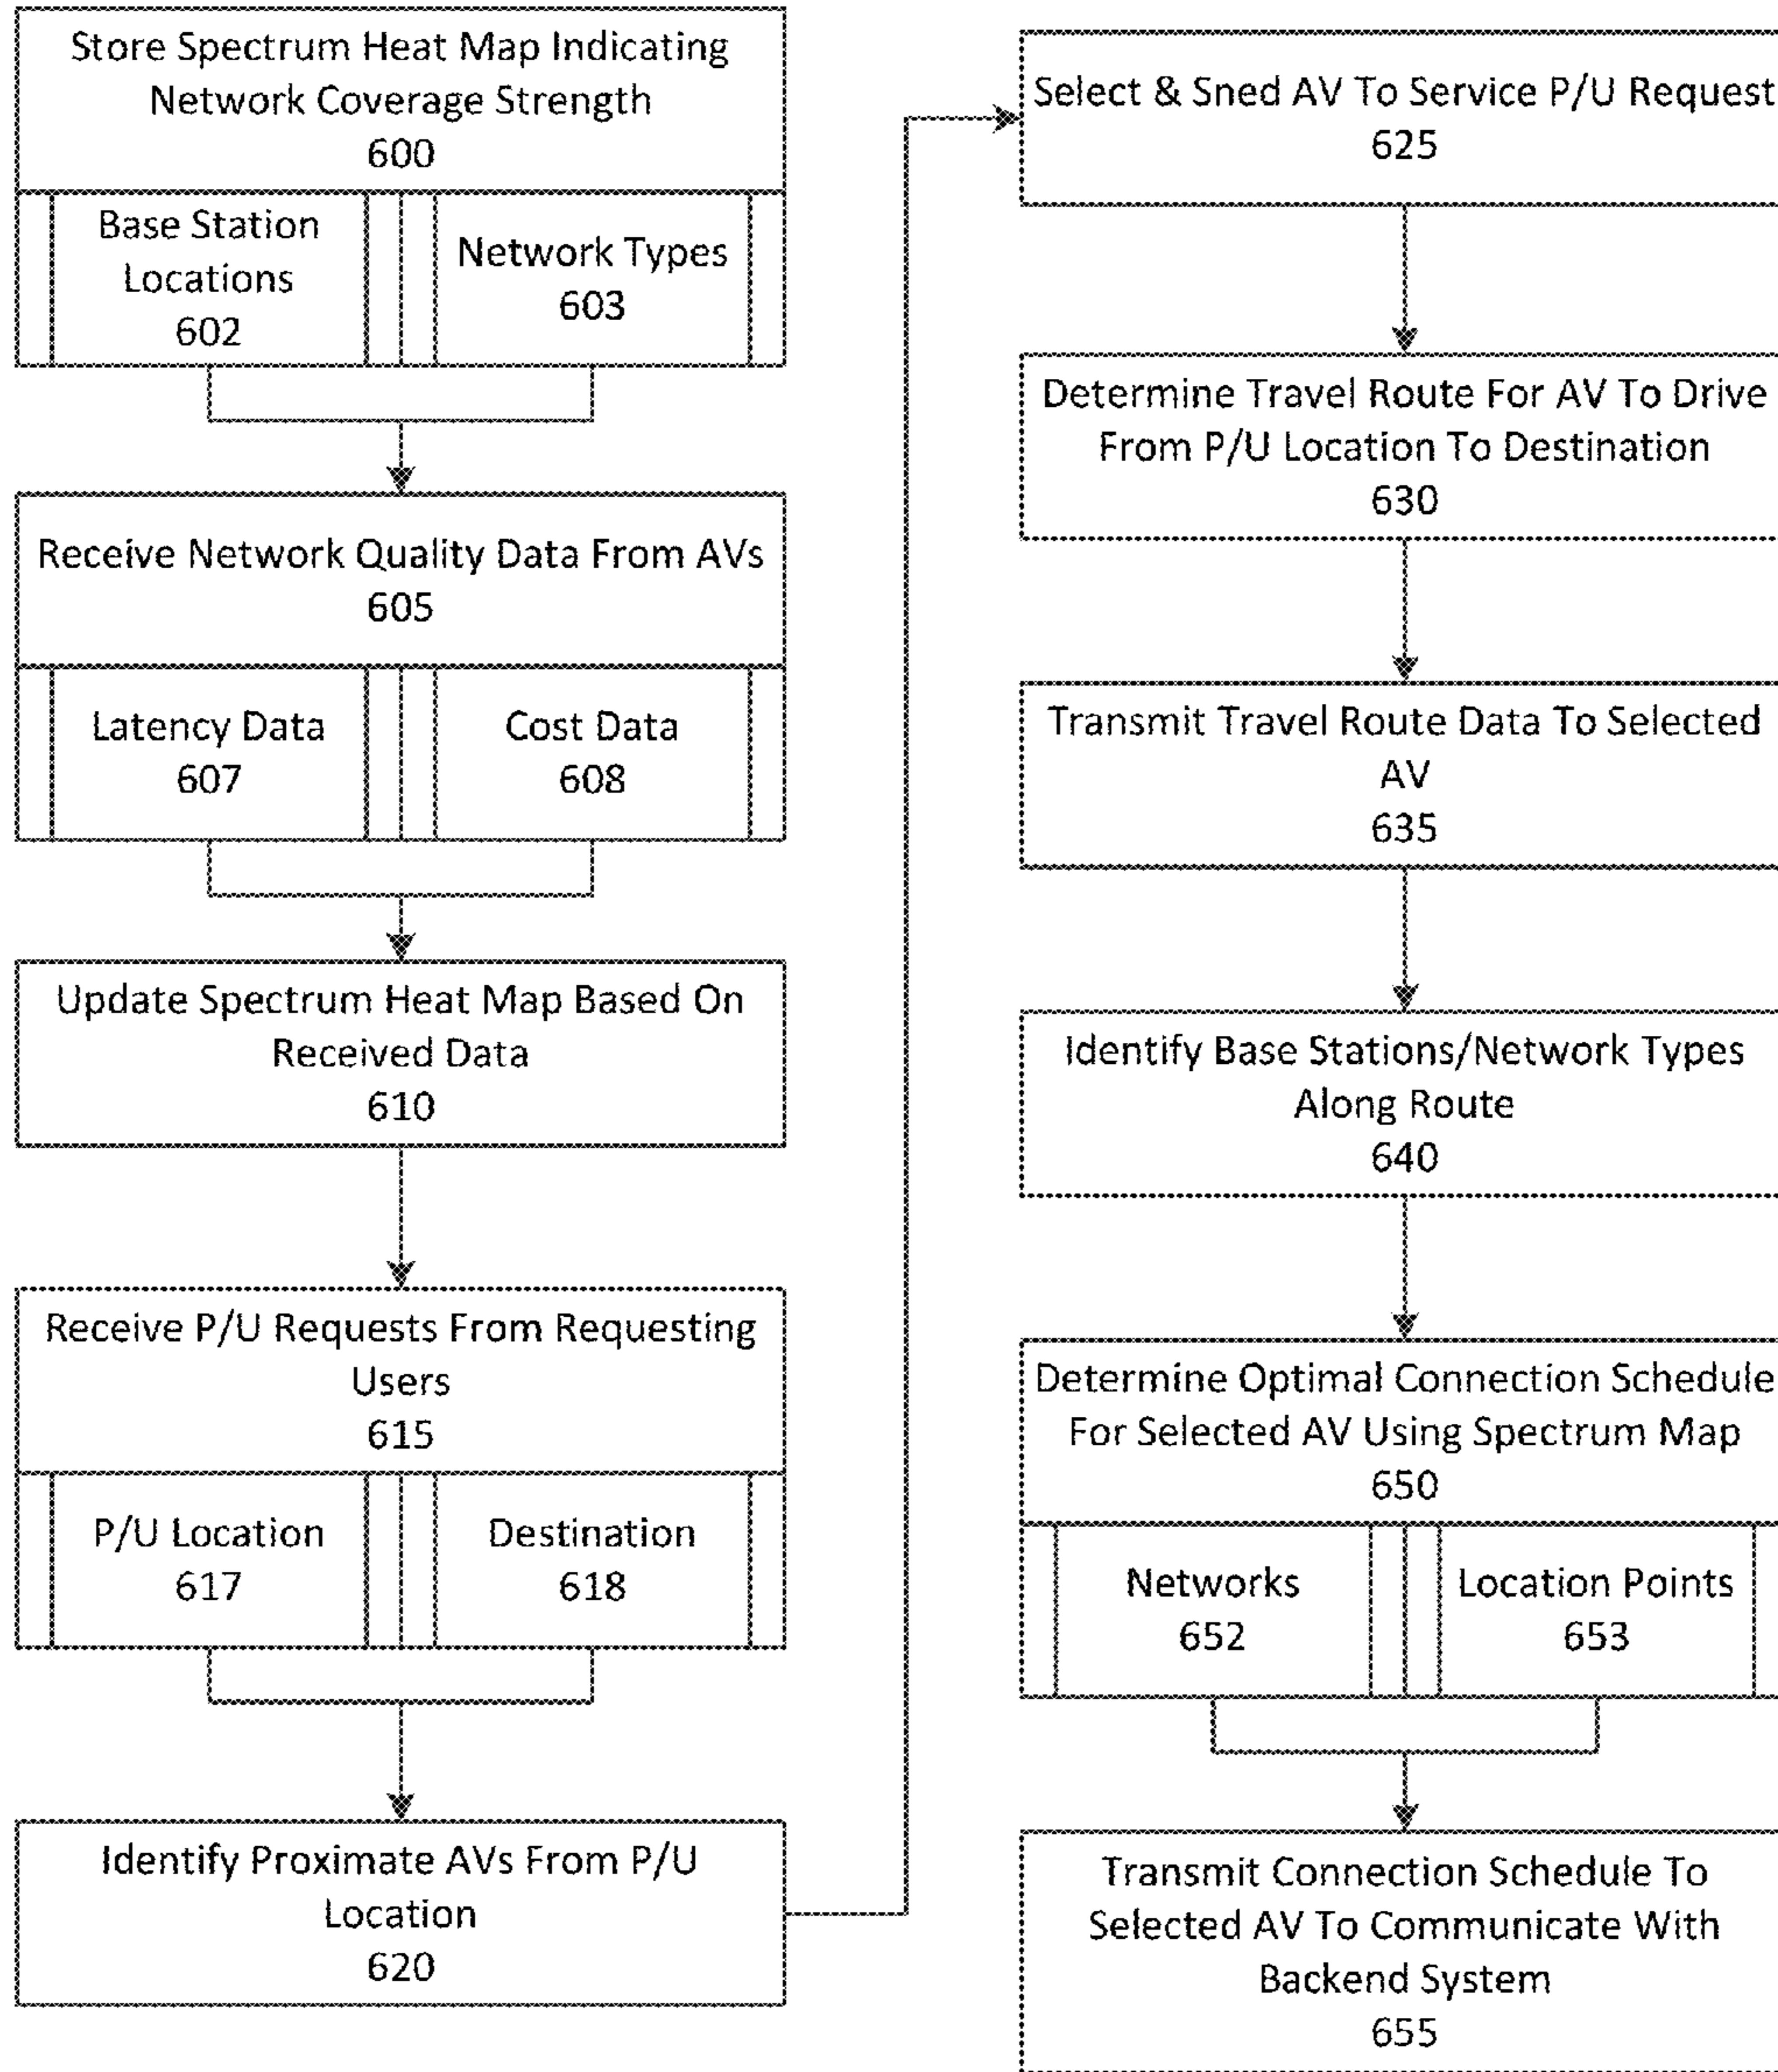 Store Spectrum Heat Map Indicating
Network Coverage Strength
600
Base Station
Locations
602
Network Types
603
Receive Network Quality Data From AVs
605
Latency Data
607
Cost Data
608
Update Spectrum Heat Map Based On
Received Data
610
Receive P/U Requests From Requesting
Users
615
P/U Location
617
Destination
618
Identify Proximate AVs From P/U
Location
620
Select & Sned AV To Service P/U Request
625
Determine Travel Route For AV To Drive
From P/U Location To Destination
630
Transmit Travel Route Data To Selected
AV
635
Identify Base Stations/Network Types
Along Route
640
Determine Optimal Connection Schedule
For Selected AV Using Spectrum Map
650
Networks
652
Location Points
653
Transmit Connection Schedule To
Selected AV To Communicate With
Backend System
655